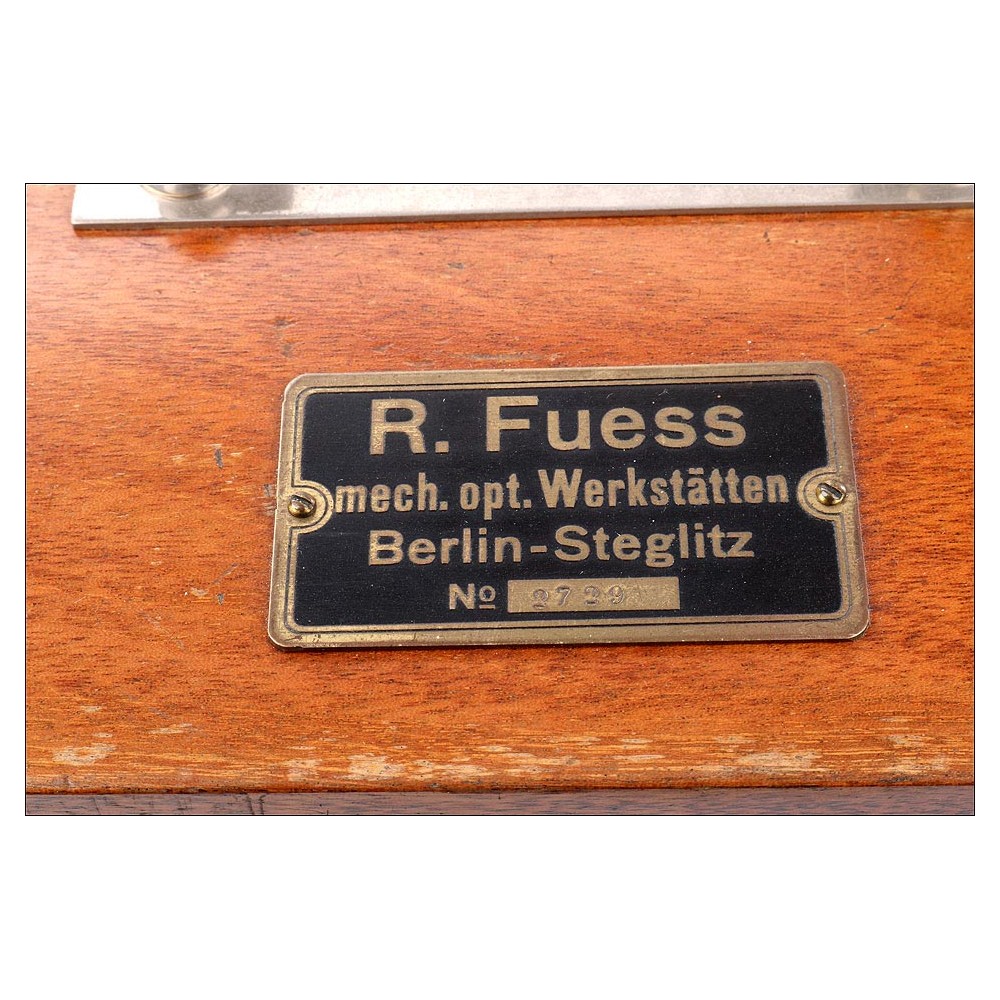 R. Fuess
mech. opt. Werkstätten
Berlin-Steglitz
Nº